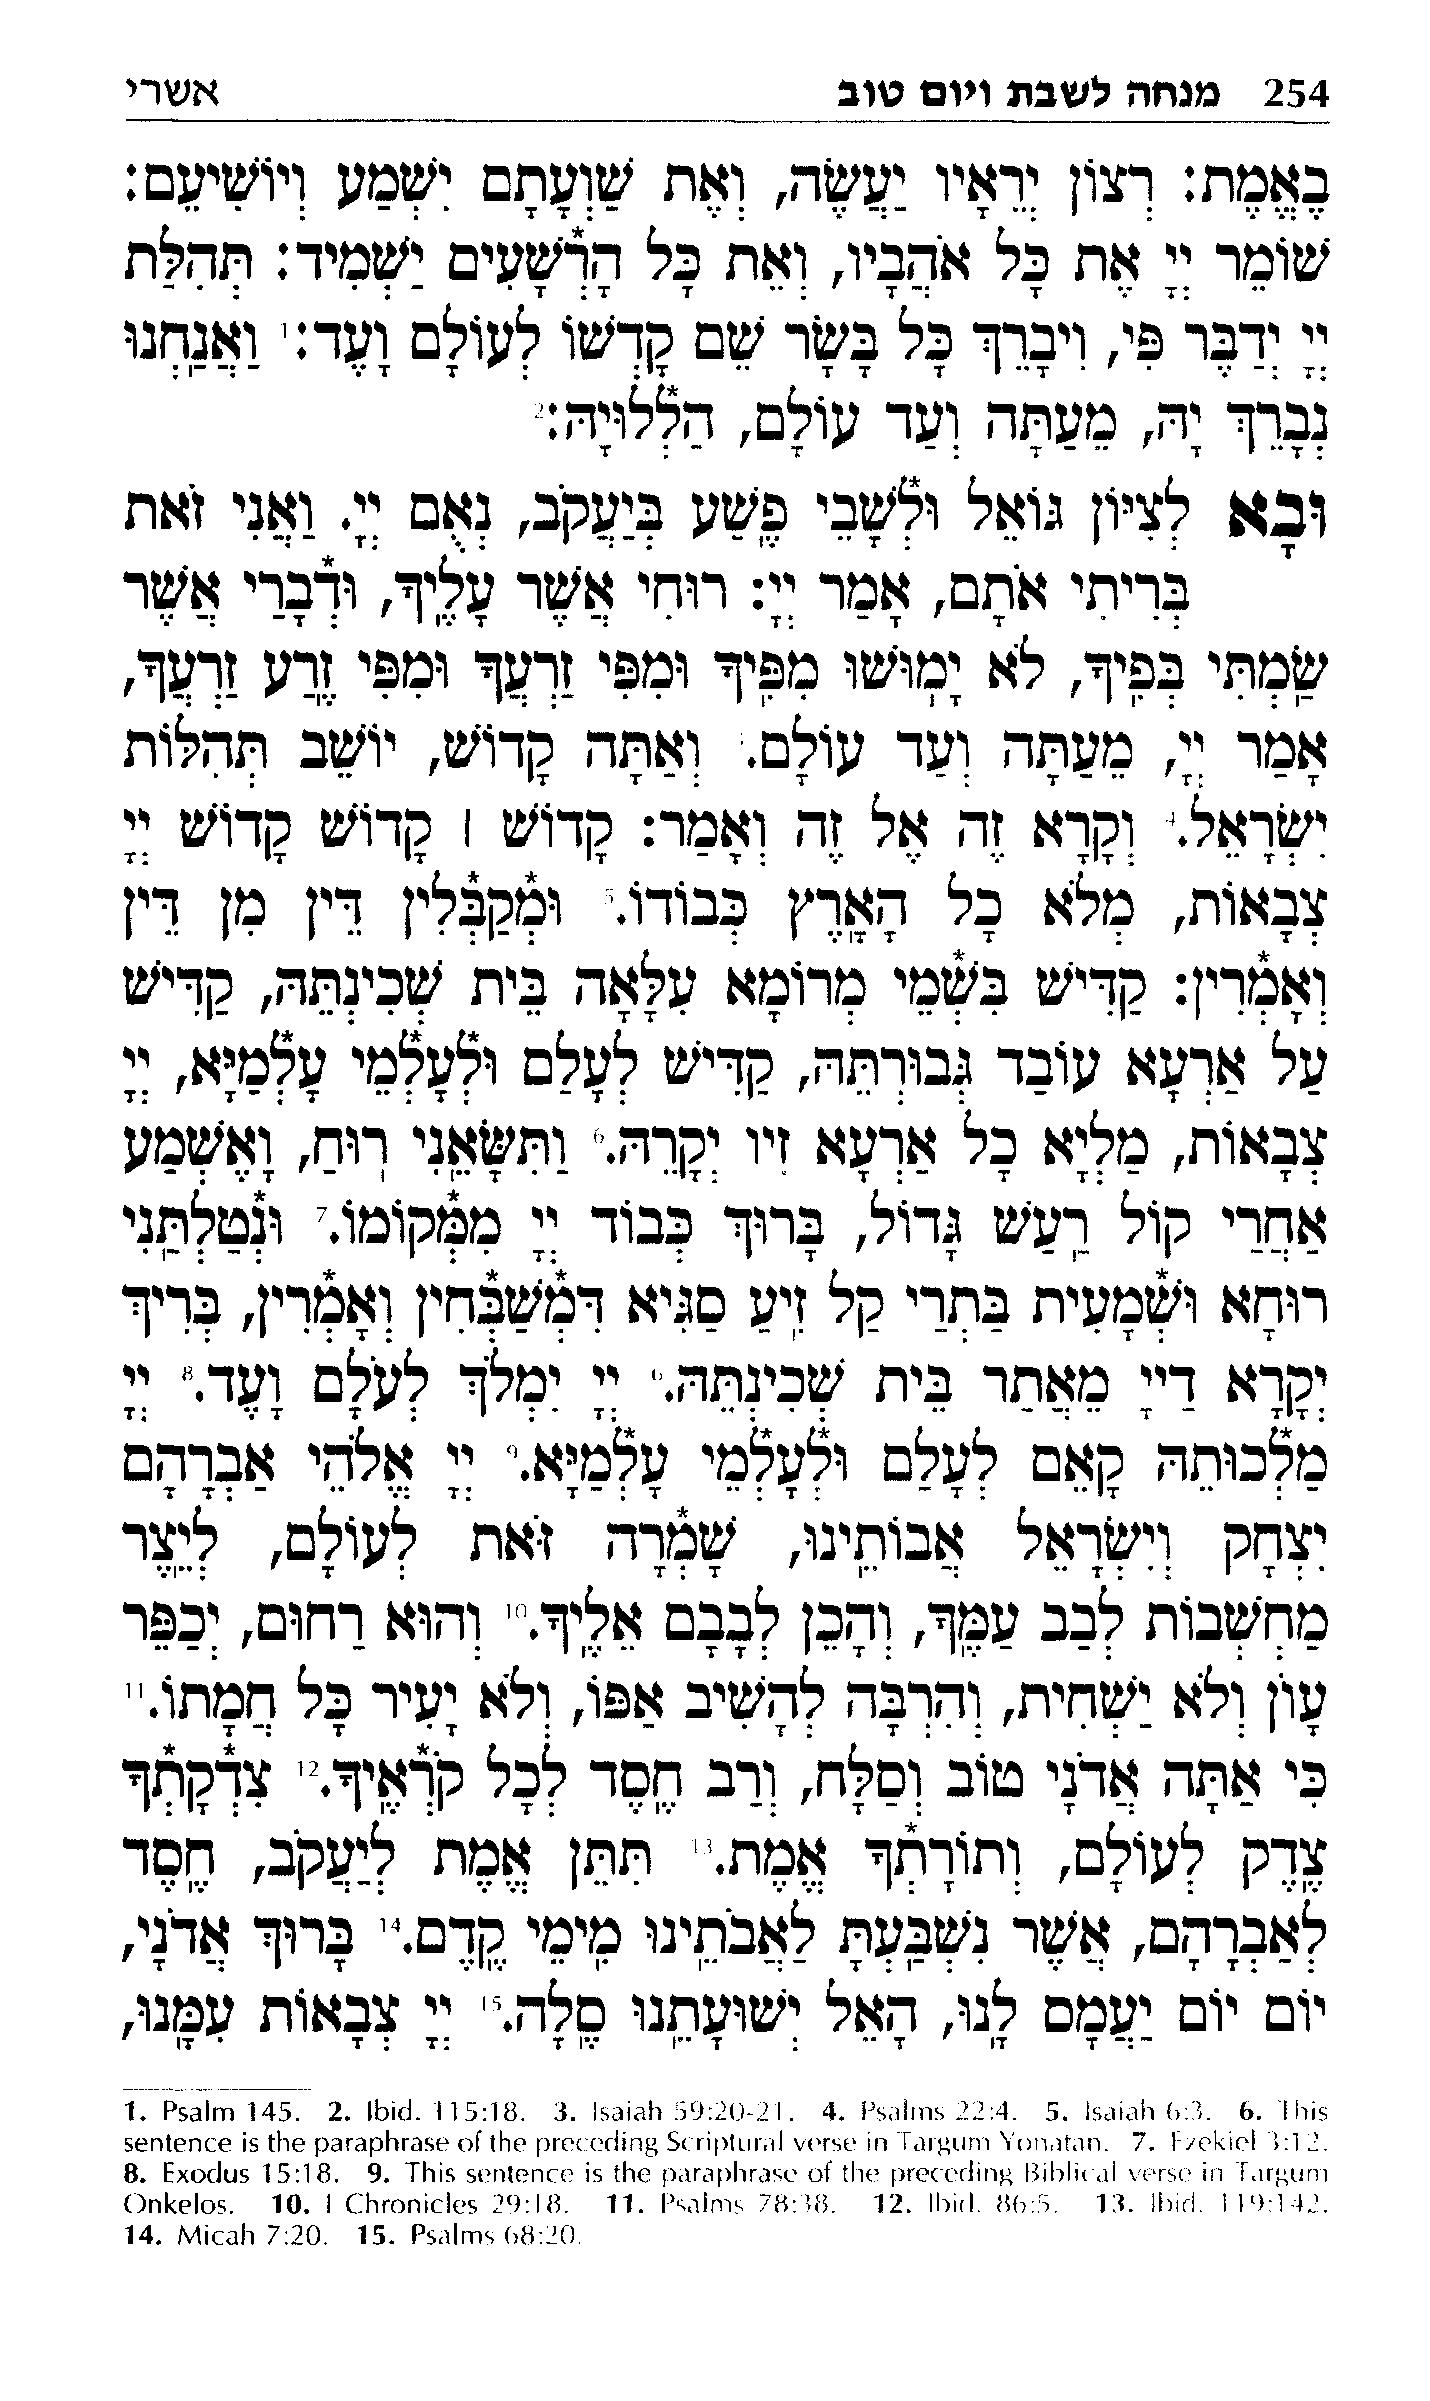 254 מנחה לשבת ויום טוב אשרי
בֶאֱמֶת: רְצוֹן יְרֵאָיו יַעֲשֶׂה, וְאֶת שַׁוְעָתָם יִשְׁמַע וְיוֹשִׁיעֵם:
שׁוֹמֵר יְיָ אֶת כָּל אֹהֲבָיו, וְאֵת כָּל הָרְ֯שָׁעִים יַשְׁמִיד: תְּהִלַּת
יְיָ יְדַבֶּר פִּי, וִיבָרֵךְ כָּל בָּשָׂר שֵׁם קָדְשׁוֹ לְעוֹלָם וָעֶד:1 וַאֲנַחְנוּ
נְבָרֵךְ יָהּ, מֵעַתָּה וְעַד עוֹלָם, הַלְ֯לוּיָהּ:2
וּבָא לְצִיּוֹן גּוֹאֵל וּלְ֯שָׁבֵי פֶשַׁע בְּיַעֲקֹב, נְאֻם יְיָ. וַאֲנִי זֹאת
בְּרִיתִי אֹתָם, אָמַר יְיָ: רוּחִי אֲשֶׁר עָלֶיךָ, וּדְ֯בָרַי אֲשֶׁר
שַׂמְתִּי בְּפִיךָ, לֹא יָמֽוּשׁוּ מִפִּיךָ וּמִפִּי זַרְעֲךָ וּמִפִּי זֶרַע זַרְעֲךָ,
אָמַר יְיָ, מֵעַתָּה וְעַד עוֹלָם.3 וְאַתָּה קָדוֹשׁ, יוֹשֵׁב תְּהִלּוֹת
יִשְׂרָאֵל.4 וְקָרָא זֶה אֶל זֶה וְאָמַר: קָדוֹשׁ | קָדוֹשׁ קָדוֹשׁ יְיָ
צְבָאוֹת, מְלֹא כָל הָאָרֶץ כְּבוֹדוֹ.5 וּמְ֯קַבְּ֯לִין דֵּין מִן דֵּין
וְאָמְ֯רִין: קַדִּישׁ בִּשְׁ֯מֵי מְרוֹמָא עִלָּאָה בֵּית שְׁכִינְתֵּהּ, קַדִּישׁ
עַל אַרְעָא עוֹבַד גְּבוּרְתֵּהּ, קַדִּישׁ לְעָלַם וּלְ֯עָלְ֯מֵי עָלְ֯מַיָּא, יְיָ
צְבָאוֹת, מַלְיָא כָל אַרְעָא זִיו יְקָרֵהּ.6 וַתִּשָּׂאֵנִי רוּחַ, וָאֶשְׁמַע
אַחֲרַי קוֹל רַעַשׁ גָּדוֹל, בָּרוּךְ כְּבוֹד יְיָ מִמְּ֯קוֹמוֹ.7 וּנְ֯טָלַתְנִי
רוּחָא וּשְׁ֯מָעִית בַּתְרַי קַל זִיעַ סַגִּיא דִּמְ֯שַׁבְּ֯חִין וְאָמְ֯רִין, בְּרִיךְ
יְקָרָא דַיְיָ מֵאֲתַר בֵּית שְׁכִינְתֵּהּ.6 יְיָ יִמְלֹךְ לְעֹלָם וָעֶד.8 יְיָ
מַלְ֯כוּתֵהּ קָאֵם לְעָלַם וּלְ֯עָלְ֯מֵי עָלְ֯מַיָּא.9 יְיָ אֱלֹהֵי אַבְרָהָם
יִצְחָק וְיִשְׂרָאֵל אֲבוֹתֵינוּ, שָׁמְ֯רָה זֹּאת לְעוֹלָם, לְיֵצֶר
מַחְשְׁבוֹת לְבַב עַמֶּךָ, וְהָכֵן לְבָבָם אֵלֶיךָ.10 וְהוּא רַחוּם, יְכַפֵּר
עָוֹן וְלֹא יַשְׁחִית, וְהִרְבָּה לְהָשִׁיב אַפּוֹ, וְלֹא יָעִיר כָּל חֲמָתוֹ.11
כִּי אַתָּה אֲדֹנָי טוֹב וְסַלָּח, וְרַב חֶסֶד לְכָל קֹרְ֯אֶיךָ.12 צִדְ֯קָתְ֯ךָ
צֶדֶק לְעוֹלָם, וְתוֹרָתְ֯ךָ אֱמֶת.13 תִּתֵּן אֱמֶת לְיַעֲקֹב, חֶסֶד
לְאַבְרָהָם, אֲשֶׁר נִשְׁבַּעְתָּ לַאֲבֹתֵינוּ מִימֵי קֶדֶם.14 בָּרוּךְ אֲדֹנָי,
יוֹם יוֹם יַעֲמָס לָנוּ, הָאֵל יְשׁוּעָתֵנוּ סֶלָה.15 יְיָ צְבָאוֹת עִמָּנוּ,
1. Psalm 145. 2. Ibid. 115:18. 3. Isaiah 59:20-21. 4. Psalms 22:4. 5. Isaiah 6:3. 6. This
sentence is the paraphrase of the preceding Scriptural verse in Targum Yonatan. 7. Ezekiel 3:12.
8. Exodus 15:18. 9. This sentence is the paraphrase of the preceding Biblical verse in Targum
Onkelos. 10. I Chronicles 29:18. 11. Psalms 78:38. 12. Ibid. 86:5. 13. Ibid. 119:142.
14. Micah 7:20. 15. Psalms 68:20.